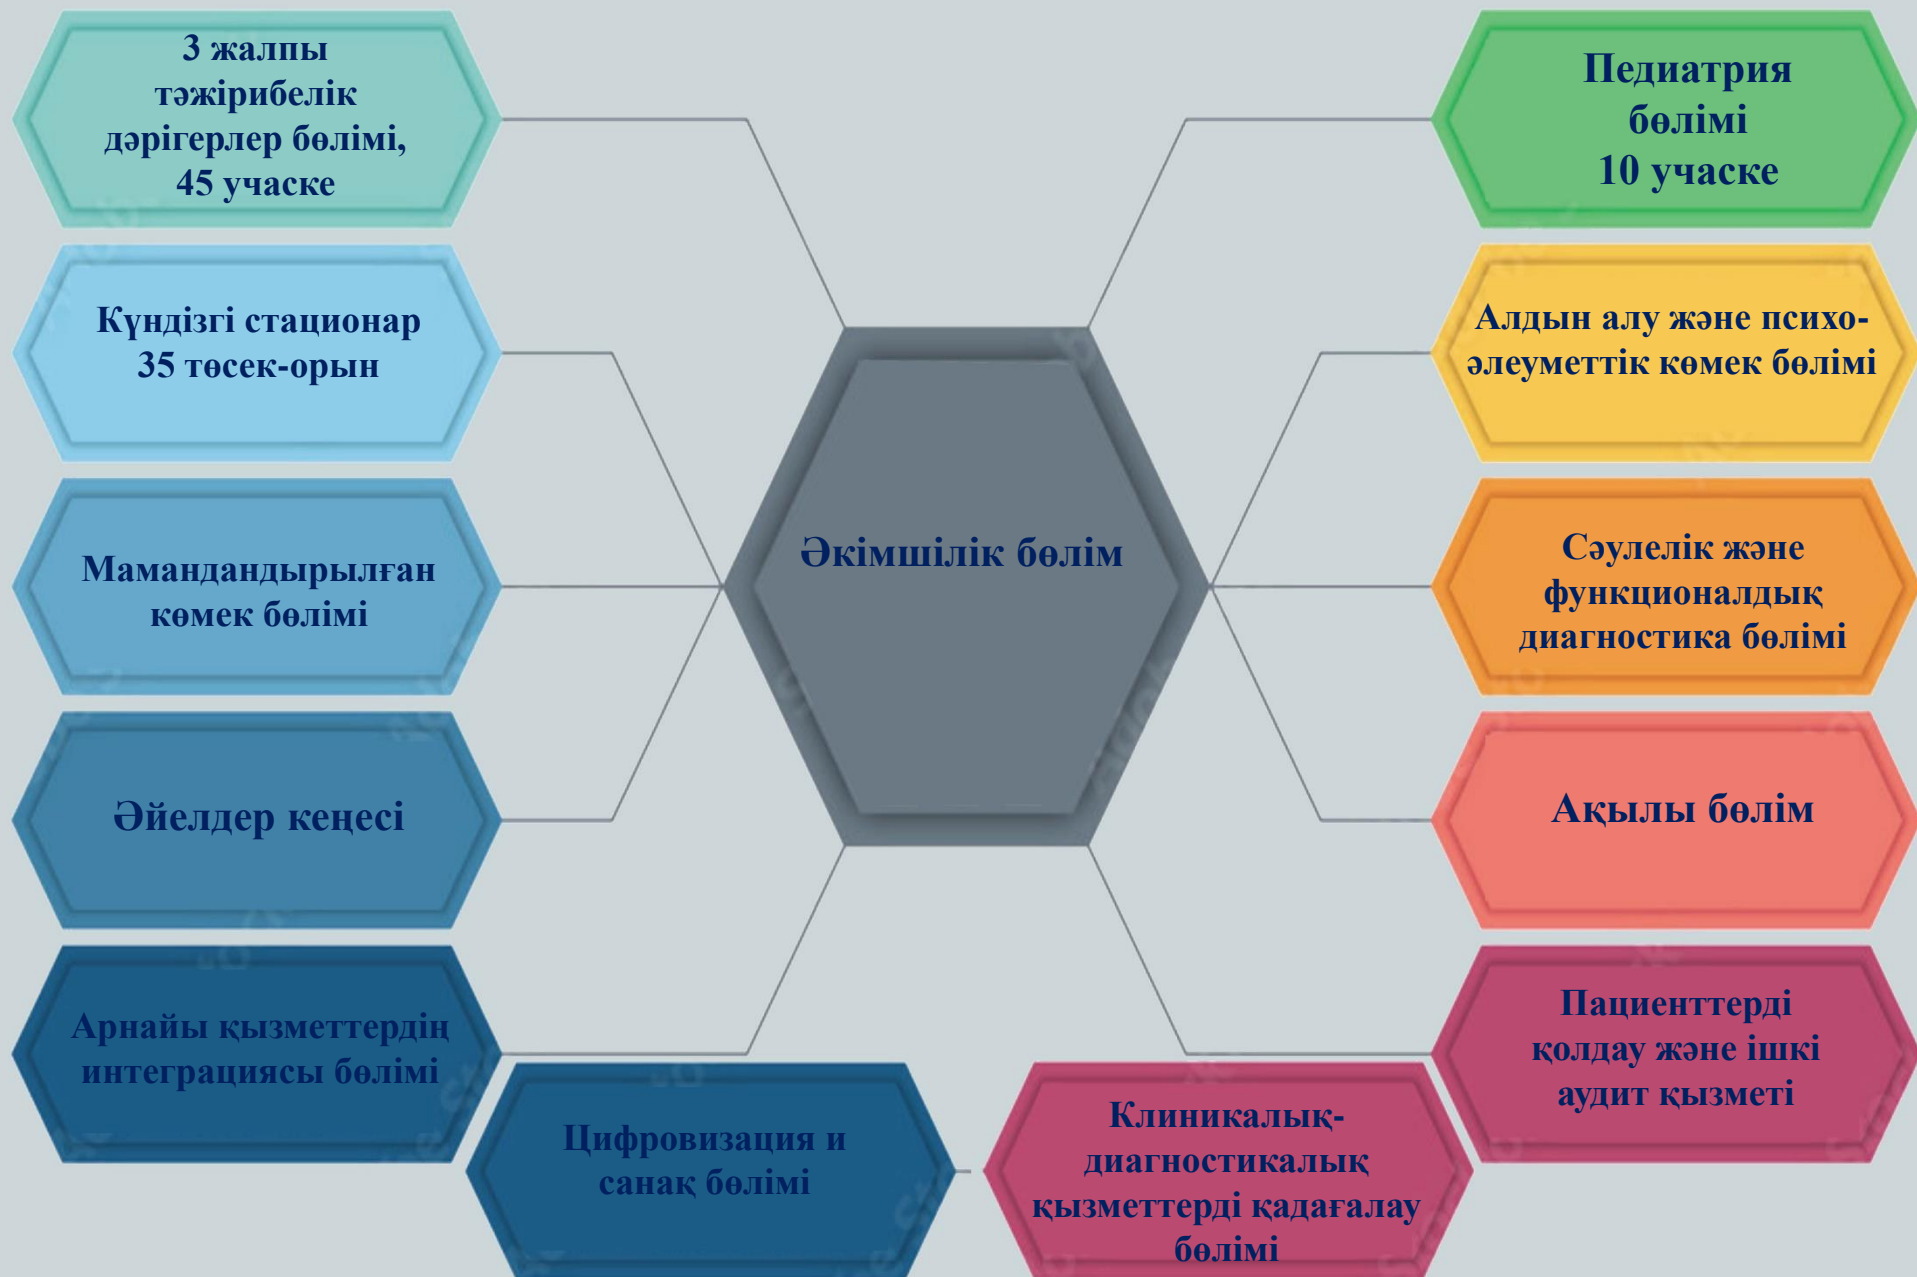 3 жалпы
тәжірибелік
дәрігерлер бөлімі,
45 учаске
Күндізгі стационар
35 төсек-орын
Мамандандырылған
көмек бөлімі
Әйелдер кеңесі
Арнайы қызметтердің
интеграциясы бөлімі
Цифровизация и
санақ бөлімі
Әкімшілік бөлім
Педиатрия
бөлімі
10 учаске
Алдын алу және психо-
әлеуметтік көмек бөлімі
Сәулелік және
функционалдық
диагностика бөлімі
Ақылы бөлім
Пациенттерді
қолдау және ішкі
аудит қызметі
Клиникалық-
диагностикалық
қызметтерді қадағалау
бөлімі